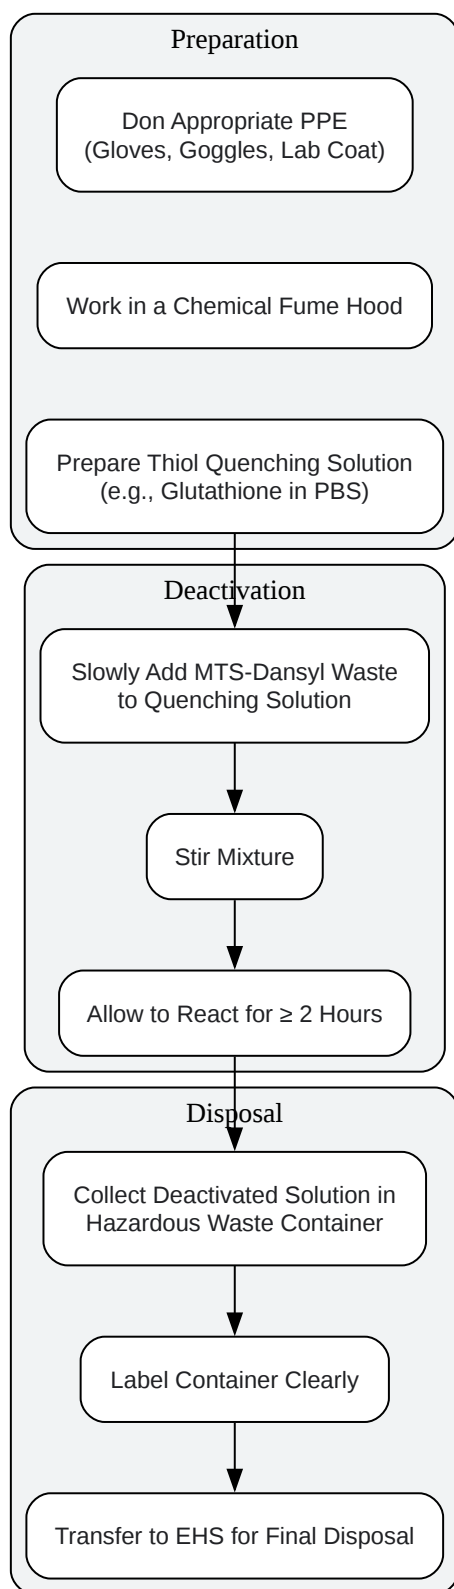 Preparation
Don Appropriate PPE
(Gloves, Goggles, Lab Coat)
Work in a Chemical Fume Hood
Prepare Thiol Quenching Solution
(e.g., Glutathione in PBS)
Deactivation
Slowly Add MTS-Dansyl Waste
to Quenching Solution
Stir Mixture
Allow to React for ≥ 2 Hours
Disposal
Collect Deactivated Solution in
Hazardous Waste Container
Label Container Clearly
Transfer to EHS for Final Disposal